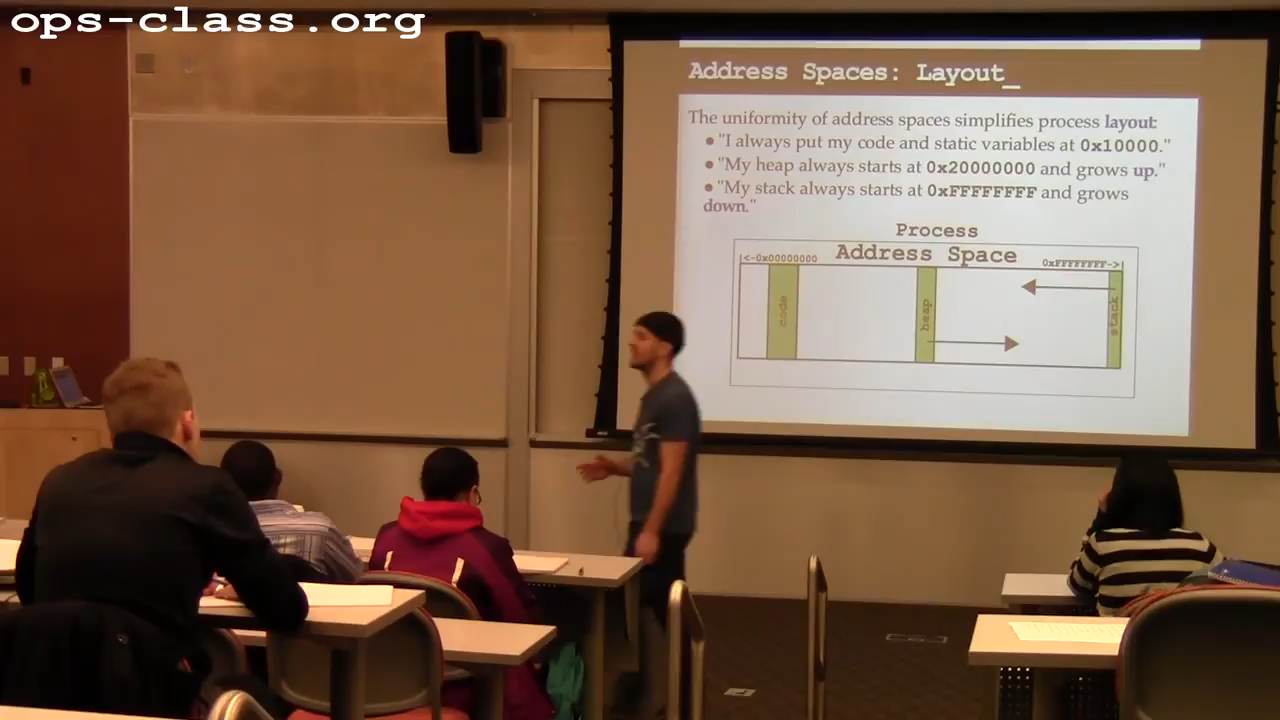 ops-class.org
Address Spaces: Layout_
The uniformity of address spaces simplifies process layout:
● "I always put my code and static variables at 0x10000."
● "My heap always starts at 0x20000000 and grows up."
● "My stack always starts at 0xFFFFFFFF and grows
down."
Process
Address Space
|<-0x00000000
0xFFFFFFFF->|
code
heap
stack